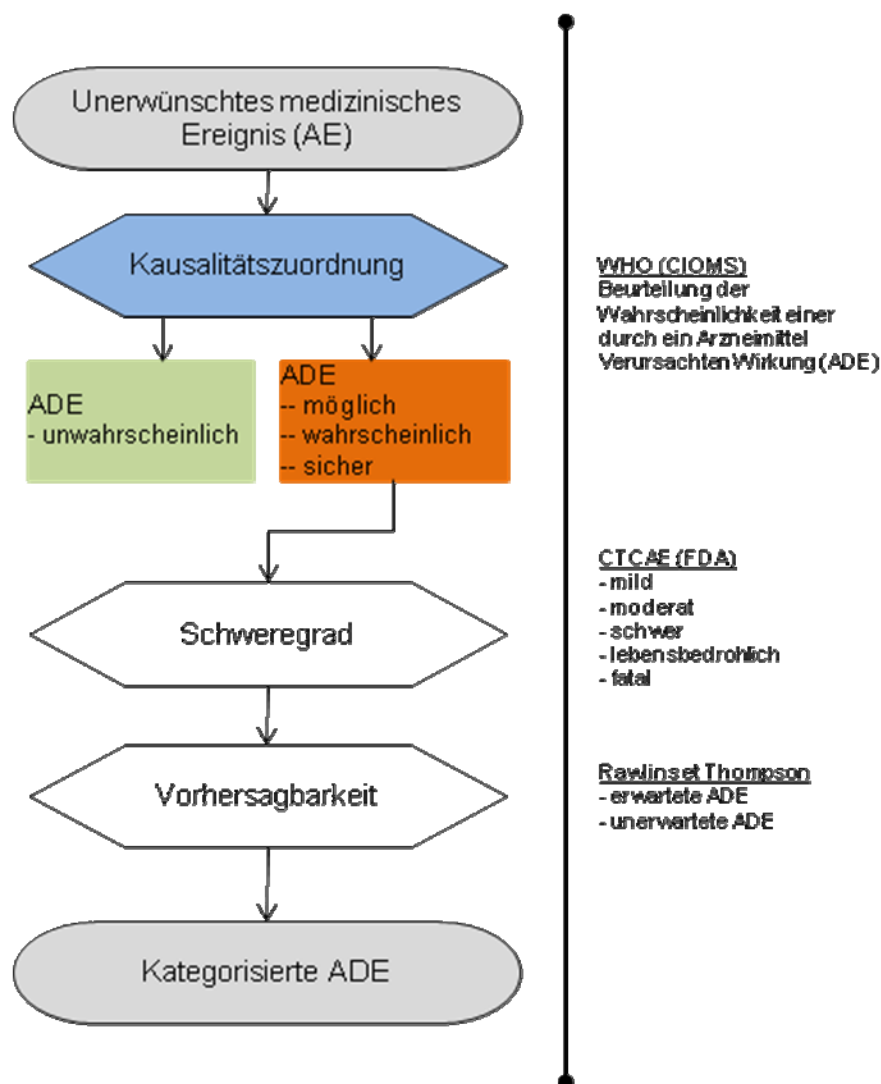 Unerwünschtes medizinisches
Ereignis (AE)
Kausalitätszuordnung
ADE
- unwahrscheinlich
ADE
-- möglich
-- wahrscheinlich
-- sicher
Schweregrad
Vorhersagbarkeit
Kategorisierte ADE
WHO (CIOMS)
Beurteilung der
Wahrscheinlichkeit einer
durch ein Arzneimittel
Verursachten Wirkung (ADE)
CTCAE (FDA)
- mild
- moderat
- schwer
- lebensbedrohlich
- fatal
Rawlins et Thompson
- erwartete ADE
- unerwartete ADE